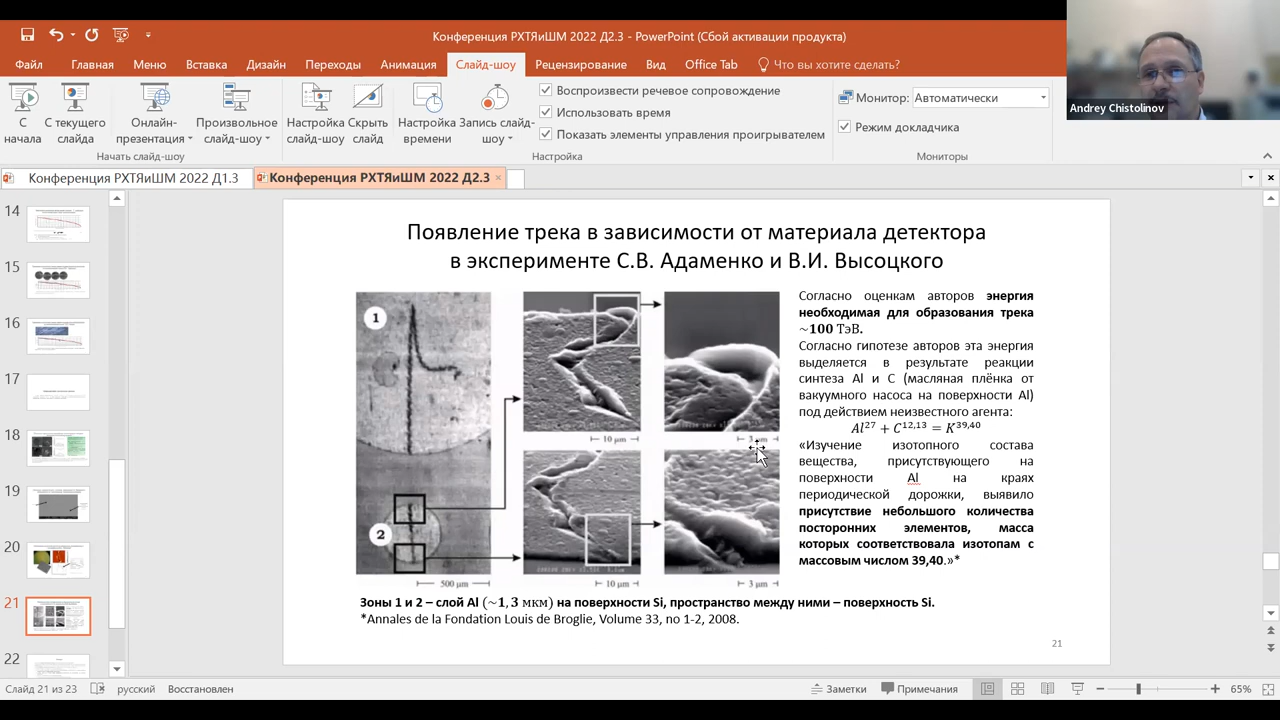 Конференция РХТЯиШМ 2022 Д2.3 - PowerPoint (Сбой активации продукта)
Файл Главная Меню Вставка Дизайн Переходы Анимация Слайд-шоу Рецензирование Вид Office Tab Что вы хотите сделать?
Andrey Chistolinov
С начала
С текущего слайда
Онлайн-презентация
Произвольное слайд-шоу
Начать слайд-шоу
Настройка слайд-шоу
Скрыть слайд
Настройка времени
Запись слайд-шоу
Воспроизвести речевое сопровождение
Использовать время
Показать элементы управления проигрывателем
Настройка
Монитор: Автоматически
Режим докладчика
Мониторы
Конференция РХТЯиШМ 2022 Д1.3
Конференция РХТЯиШМ 2022 Д2.3
14
15
16
17
18
19
20
21
22
Появление трека в зависимости от материала детектора
в эксперименте С.В. Адаменко и В.И. Высоцкого
1
2
500 µm
10 µm
3 µm
10 µm
3 µm
Согласно оценкам авторов энергия
необходимая для образования трека
~100 ТэВ.
Согласно гипотезе авторов эта энергия
выделяется в результате реакции
синтеза Al и C (масляная плёнка от
вакуумного насоса на поверхности Al)
под действием неизвестного агента:
Al²⁷ + C¹²,¹³ = K³⁹,⁴⁰
«Изучение изотопного состава
вещества, присутствующего на
поверхности Al на краях
периодической дорожки, выявило
присутствие небольшого количества
посторонних элементов, масса
которых соответствовала изотопам с
массовым числом 39,40.»*
Зоны 1 и 2 – слой Al (~1,3 мкм) на поверхности Si, пространство между ними – поверхность Si.
*Annales de la Fondation Louis de Broglie, Volume 33, no 1-2, 2008.
21
Слайд 21 из 23 русский Восстановлен Заметки Примечания 65%